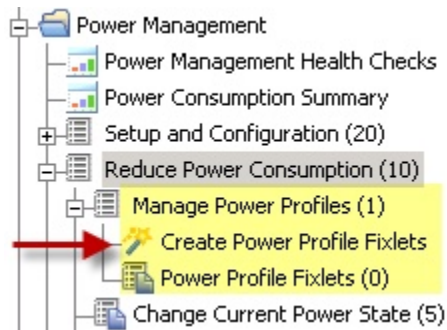 Power Management
Power Management Health Checks
Power Consumption Summary
Setup and Configuration (20)
Reduce Power Consumption (10)
Manage Power Profiles (1)
Create Power Profile Fixlets
Power Profile Fixlets (0)
Change Current Power State (5)